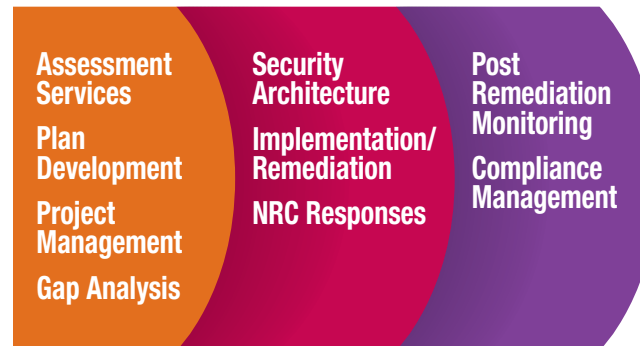 Assessment
Services
Plan
Development
Project
Management
Gap Analysis
Security
Architecture
Implementation/
Remediation
NRC Responses
Post
Remediation
Monitoring
Compliance
Management